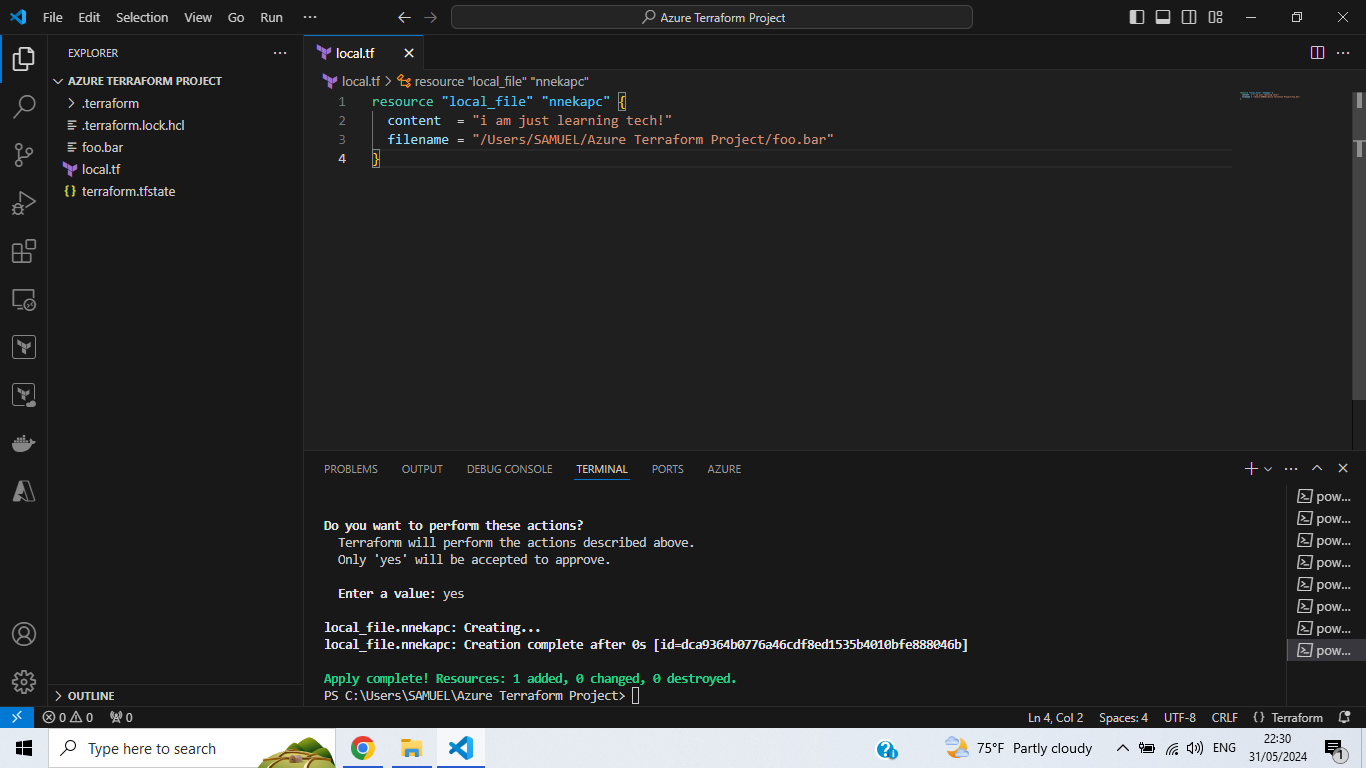 File Edit Selection View Go Run ··· Azure Terraform Project
EXPLORER
AZURE TERRAFORM PROJECT
.terraform
.terraform.lock.hcl
foo.bar
local.tf
terraform.tfstate
OUTLINE
local.tf
local.tf > resource "local_file" "nnekapc"
1 resource "local_file" "nnekapc" {
2 content = "i am just learning tech!"
3 filename = "/Users/SAMUEL/Azure Terraform Project/foo.bar"
4 }
PROBLEMS OUTPUT DEBUG CONSOLE TERMINAL PORTS AZURE
Do you want to perform these actions?
Terraform will perform the actions described above.
Only 'yes' will be accepted to approve.
Enter a value: yes
local_file.nnekapc: Creating...
local_file.nnekapc: Creation complete after 0s [id=dca9364b0776a46cdf8ed1535b4010bfe888046b]
Apply complete! Resources: 1 added, 0 changed, 0 destroyed.
PS C:\Users\SAMUEL\Azure Terraform Project>
pow...
pow...
pow...
pow...
pow...
pow...
pow...
pow...
0 0 0 Ln 4, Col 2 Spaces: 4 UTF-8 CRLF {} Terraform
Type here to search 75°F Partly cloudy ENG 22:30
31/05/2024 1